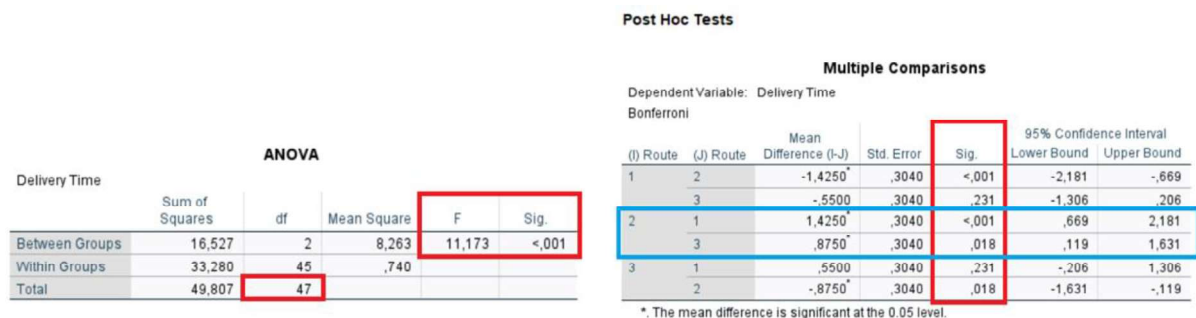 ANOVA
Delivery Time
Sum of Squares df Mean Square F Sig.
Between Groups 16,527 2 8,263 11,173 <,001
Within Groups 33,280 45 ,740
Total 49,807 47
Post Hoc Tests
Multiple Comparisons
Dependent Variable: Delivery Time
Bonferroni
(I) Route (J) Route Mean Difference (I-J) Std. Error Sig. 95% Confidence Interval
Lower Bound Upper Bound
1 2 -1,4250* ,3040 <,001 -2,181 -,669
3 -,5500 ,3040 ,231 -1,306 ,206
2 1 1,4250* ,3040 <,001 ,669 2,181
3 ,8750* ,3040 ,018 ,119 1,631
3 1 ,5500 ,3040 ,231 -,206 1,306
2 -,8750* ,3040 ,018 -1,631 -,119
*. The mean difference is significant at the 0.05 level.